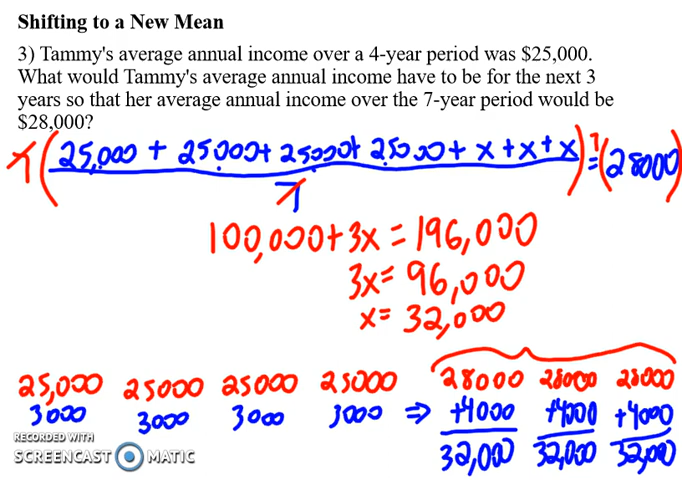 Shifting to a New Mean
3) Tammy's average annual income over a 4-year period was $25,000.
What would Tammy's average annual income have to be for the next 3
years so that her average annual income over the 7-year period would be
$28,000?
7(25,000 + 25000 + 25000 + 25000 + x + x + x) = 7(28000)
7
100,000 + 3x = 196,000
3x = 96,000
x = 32,000
25,000 25000 25000 25000 28000 28000 28000
3000 3000 3000 3000 ⇒ +4000 +4000 +4000
32,000 32,000 32,000
RECORDED WITH
SCREENCAST O MATIC